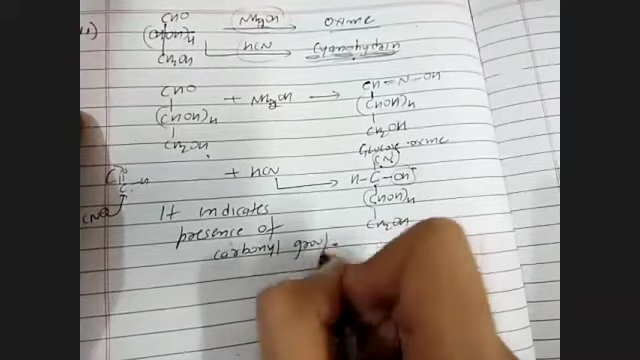 CHO NH2OH oxime
(CHOH)4 HCN Cyanohydrin
CH2OH
CHO CH=N-OH
(CHOH)4 + NH2OH (CHOH)4
CH2OH CH2OH
Glucose oxime
CN
+ HCN H-C-OH
It indicates (CHOH)4
presence of CH2OH
carbonyl group